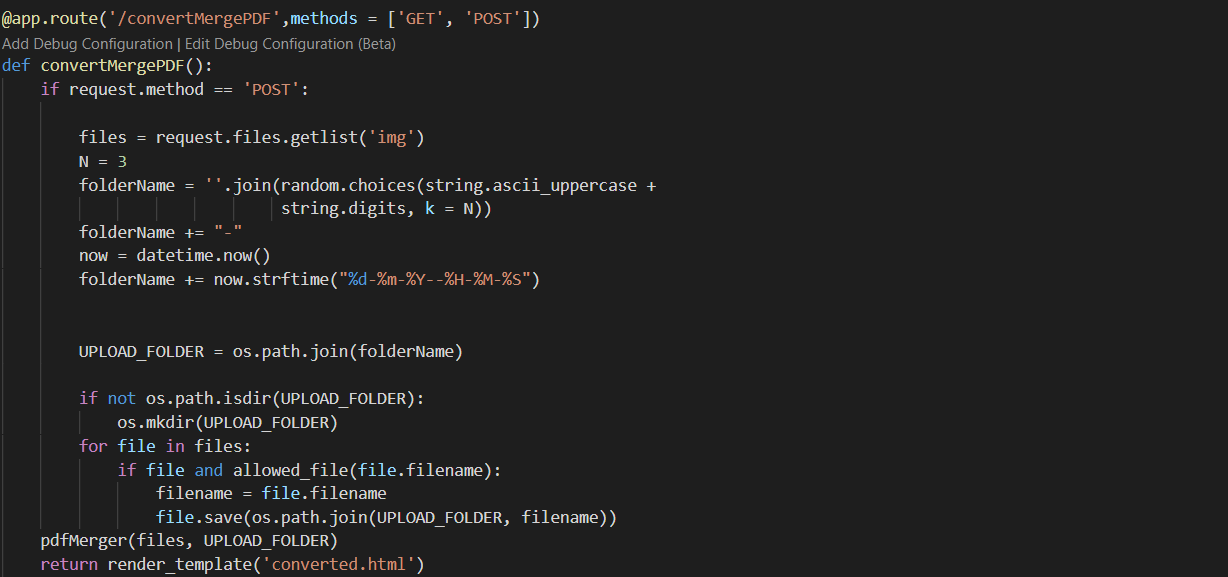 @app.route('/convertMergePDF',methods = ['GET', 'POST'])
Add Debug Configuration | Edit Debug Configuration (Beta)
def convertMergePDF():
    if request.method == 'POST':
        files = request.files.getlist('img')
        N = 3
        folderName = ''.join(random.choices(string.ascii_uppercase +
                             string.digits, k = N))
        folderName += "-"
        now = datetime.now()
        folderName += now.strftime("%d-%m-%Y--%H-%M-%S")
        UPLOAD_FOLDER = os.path.join(folderName)
        if not os.path.isdir(UPLOAD_FOLDER):
            os.mkdir(UPLOAD_FOLDER)
        for file in files:
            if file and allowed_file(file.filename):
                filename = file.filename
                file.save(os.path.join(UPLOAD_FOLDER, filename))
    pdfMerger(files, UPLOAD_FOLDER)
    return render_template('converted.html')